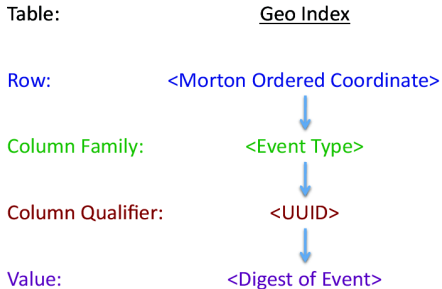 Table: Geo Index
Row: <Morton Ordered Coordinate>
Column Family: <Event Type>
Column Qualifier: <UUID>
Value: <Digest of Event>